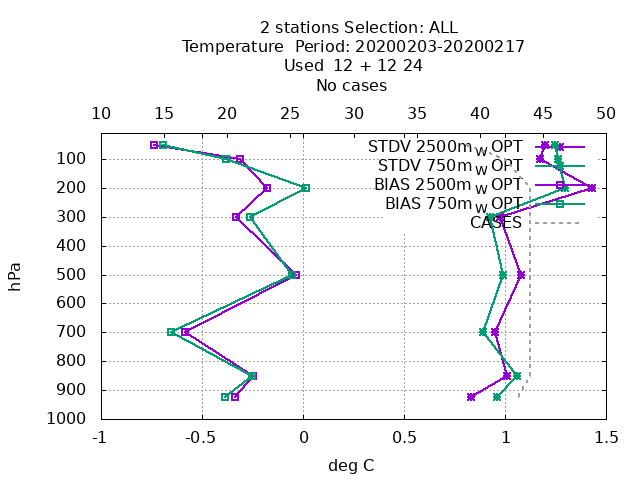 2 stations Selection: ALL
Temperature Period: 20200203-20200217
Used 12 + 12 24
No cases
10 15 20 25 30 35 40 45 50
STDV 2500m_w OPT
STDV 750m_w OPT
BIAS 2500m_w OPT
BIAS 750m_w OPT
CASES
hPa
100
200
300
400
500
600
700
800
900
1000
-1 -0.5 0 0.5 1 1.5
deg C